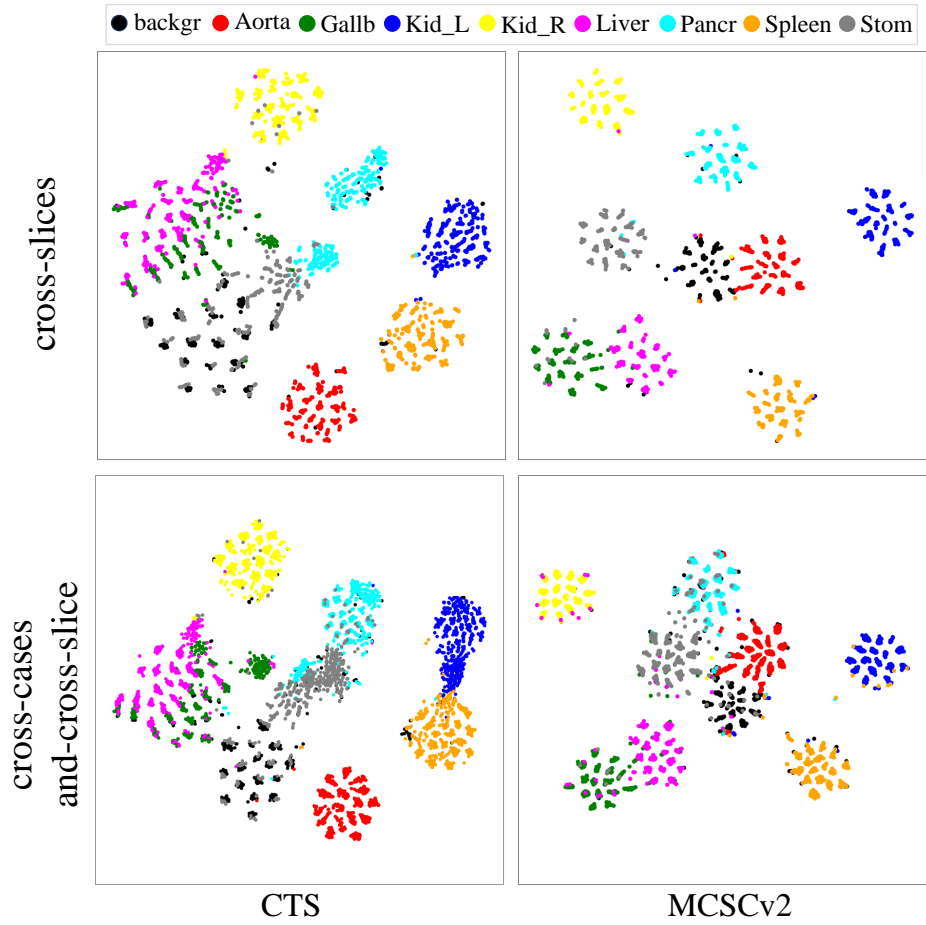 backgr Aorta Gallb Kid_L Kid_R Liver Pancr Spleen Stom
cross-slices
cross-cases
and-cross-slice
CTS MCSCv2